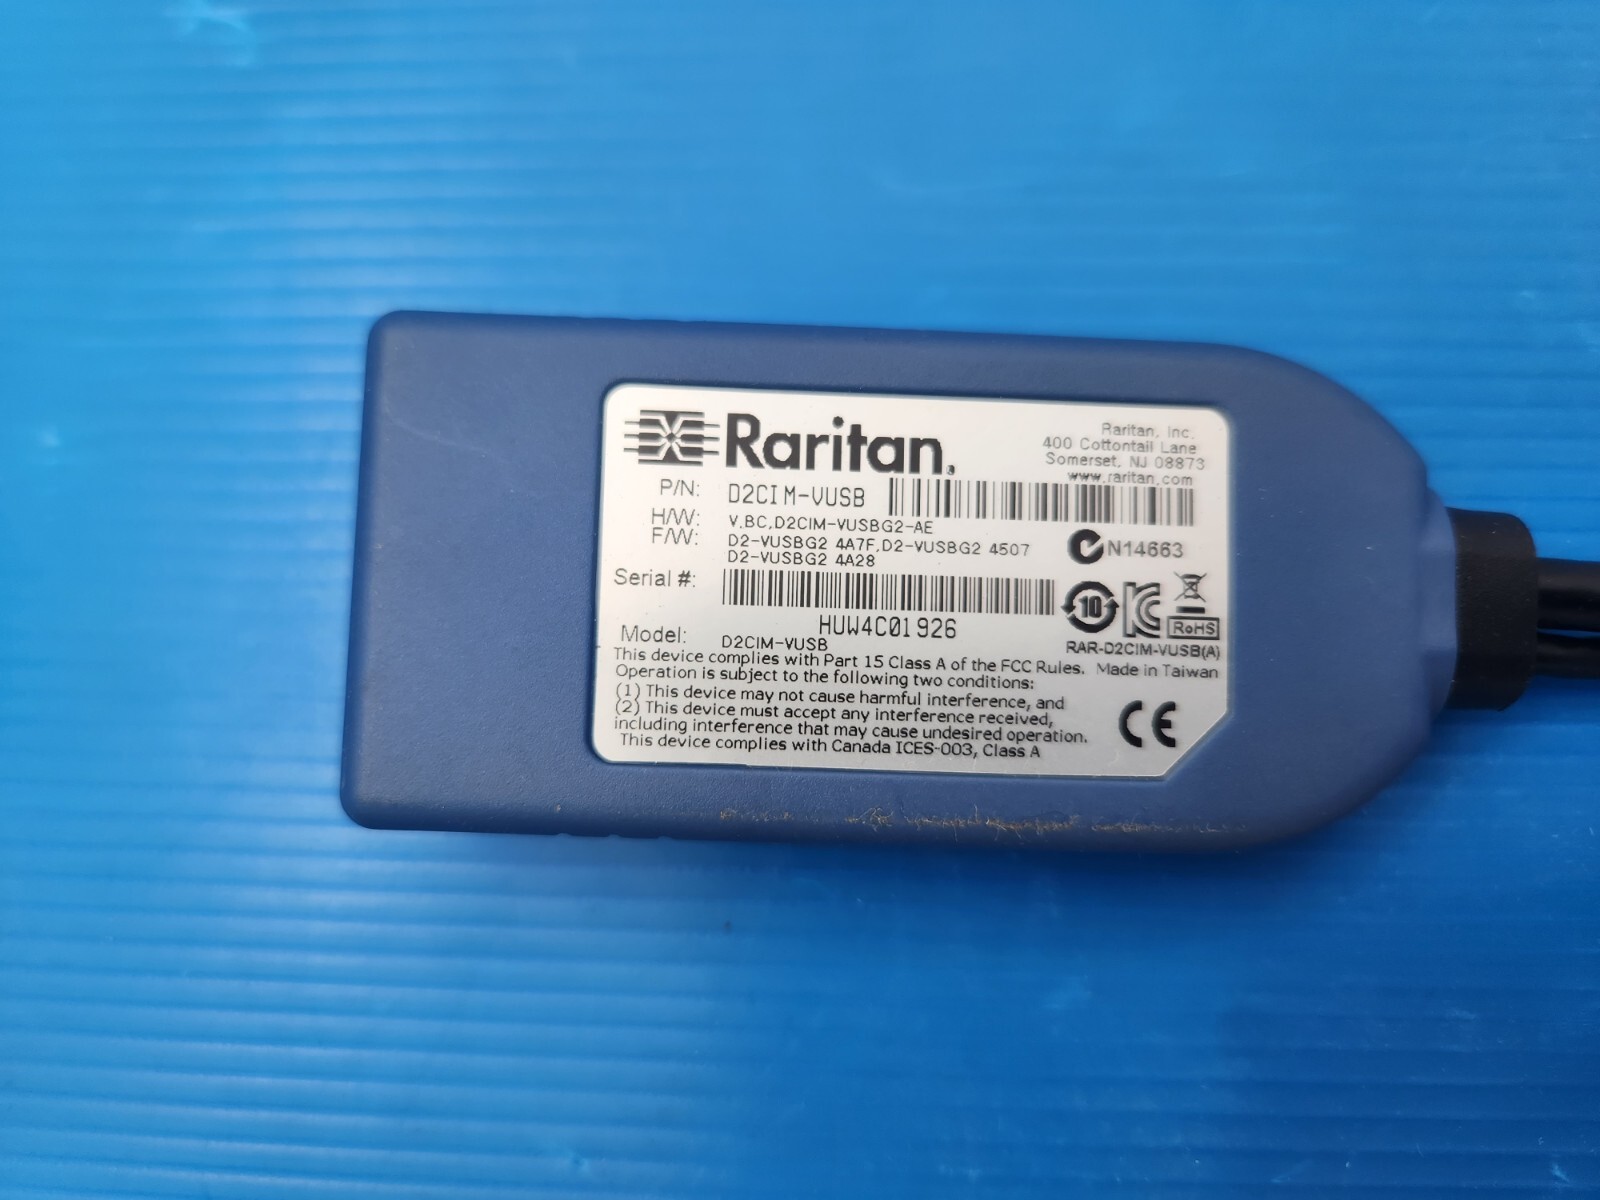 Raritan.
Raritan, Inc.
400 Cottontail Lane
Somerset, NJ 08873
www.raritan.com
P/N: D2CIM-VUSB
H/W: V.BC,D2CIM-VUSBG2-AE
F/W: D2-VUSBG2 4A7F,D2-VUSBG2 4507
D2-VUSBG2 4A28
N14663
Serial #:
HUW4C01926
10
RoHS
RAR-D2CIM-VUSB(A)
Model: D2CIM-VUSB
This device complies with Part 15 Class A of the FCC Rules. Made in Taiwan
Operation is subject to the following two conditions:
(1) This device may not cause harmful interference, and
(2) This device must accept any interference received,
including interference that may cause undesired operation.
This device complies with Canada ICES-003, Class A
CE